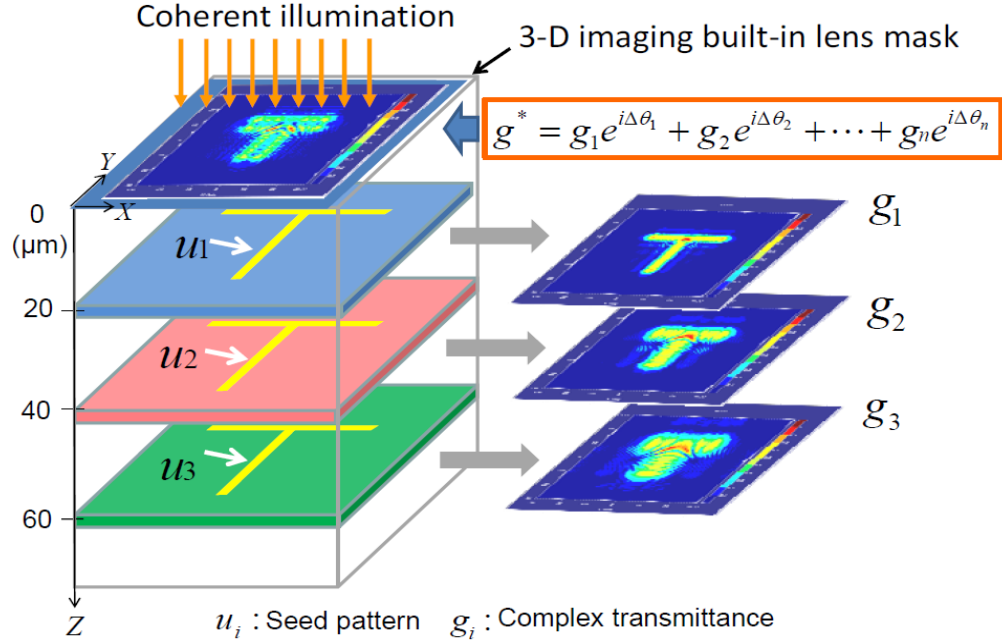 Coherent illumination
3-D imaging built-in lens mask
g* = g₁e^{iΔθ₁} + g₂e^{iΔθ₂} + ⋯ + gₙe^{iΔθₙ}
Y
X
0
(µm)
u1
g₁
20
u2
g₂
40
u3
g₃
60
Z
uᵢ : Seed pattern gᵢ : Complex transmittance